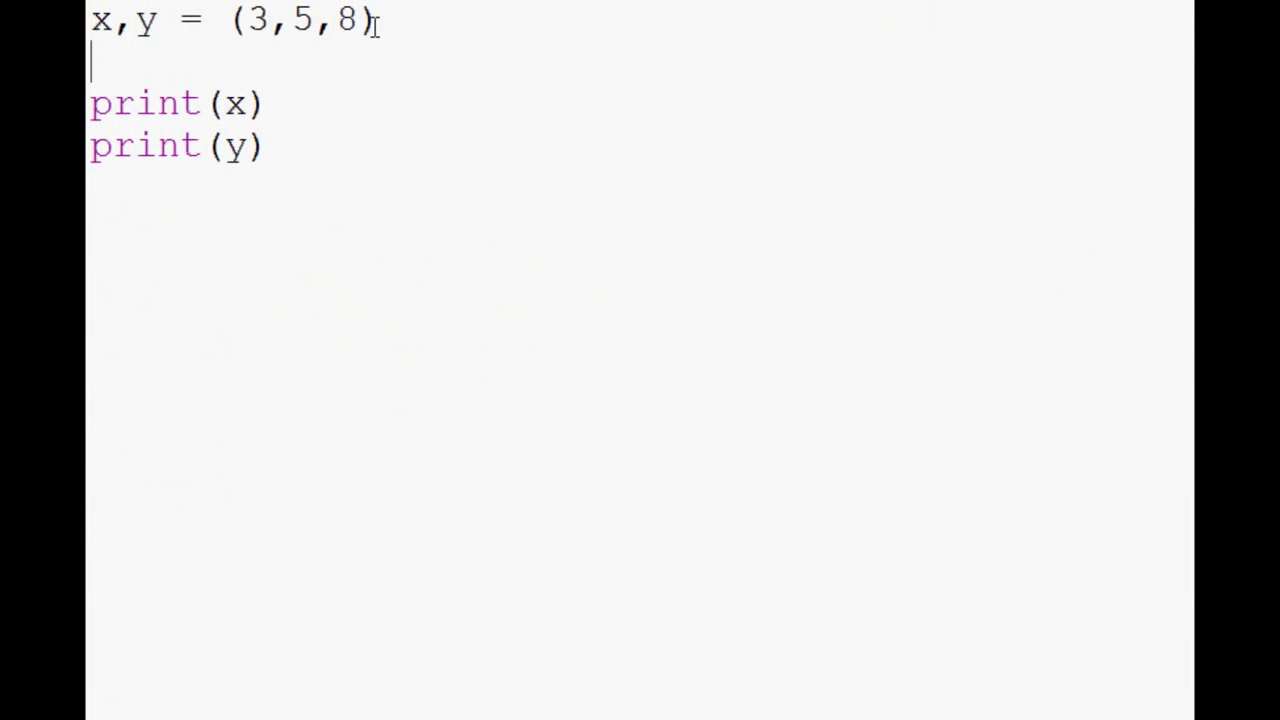 x,y = (3,5,8)
print(x)
print(y)